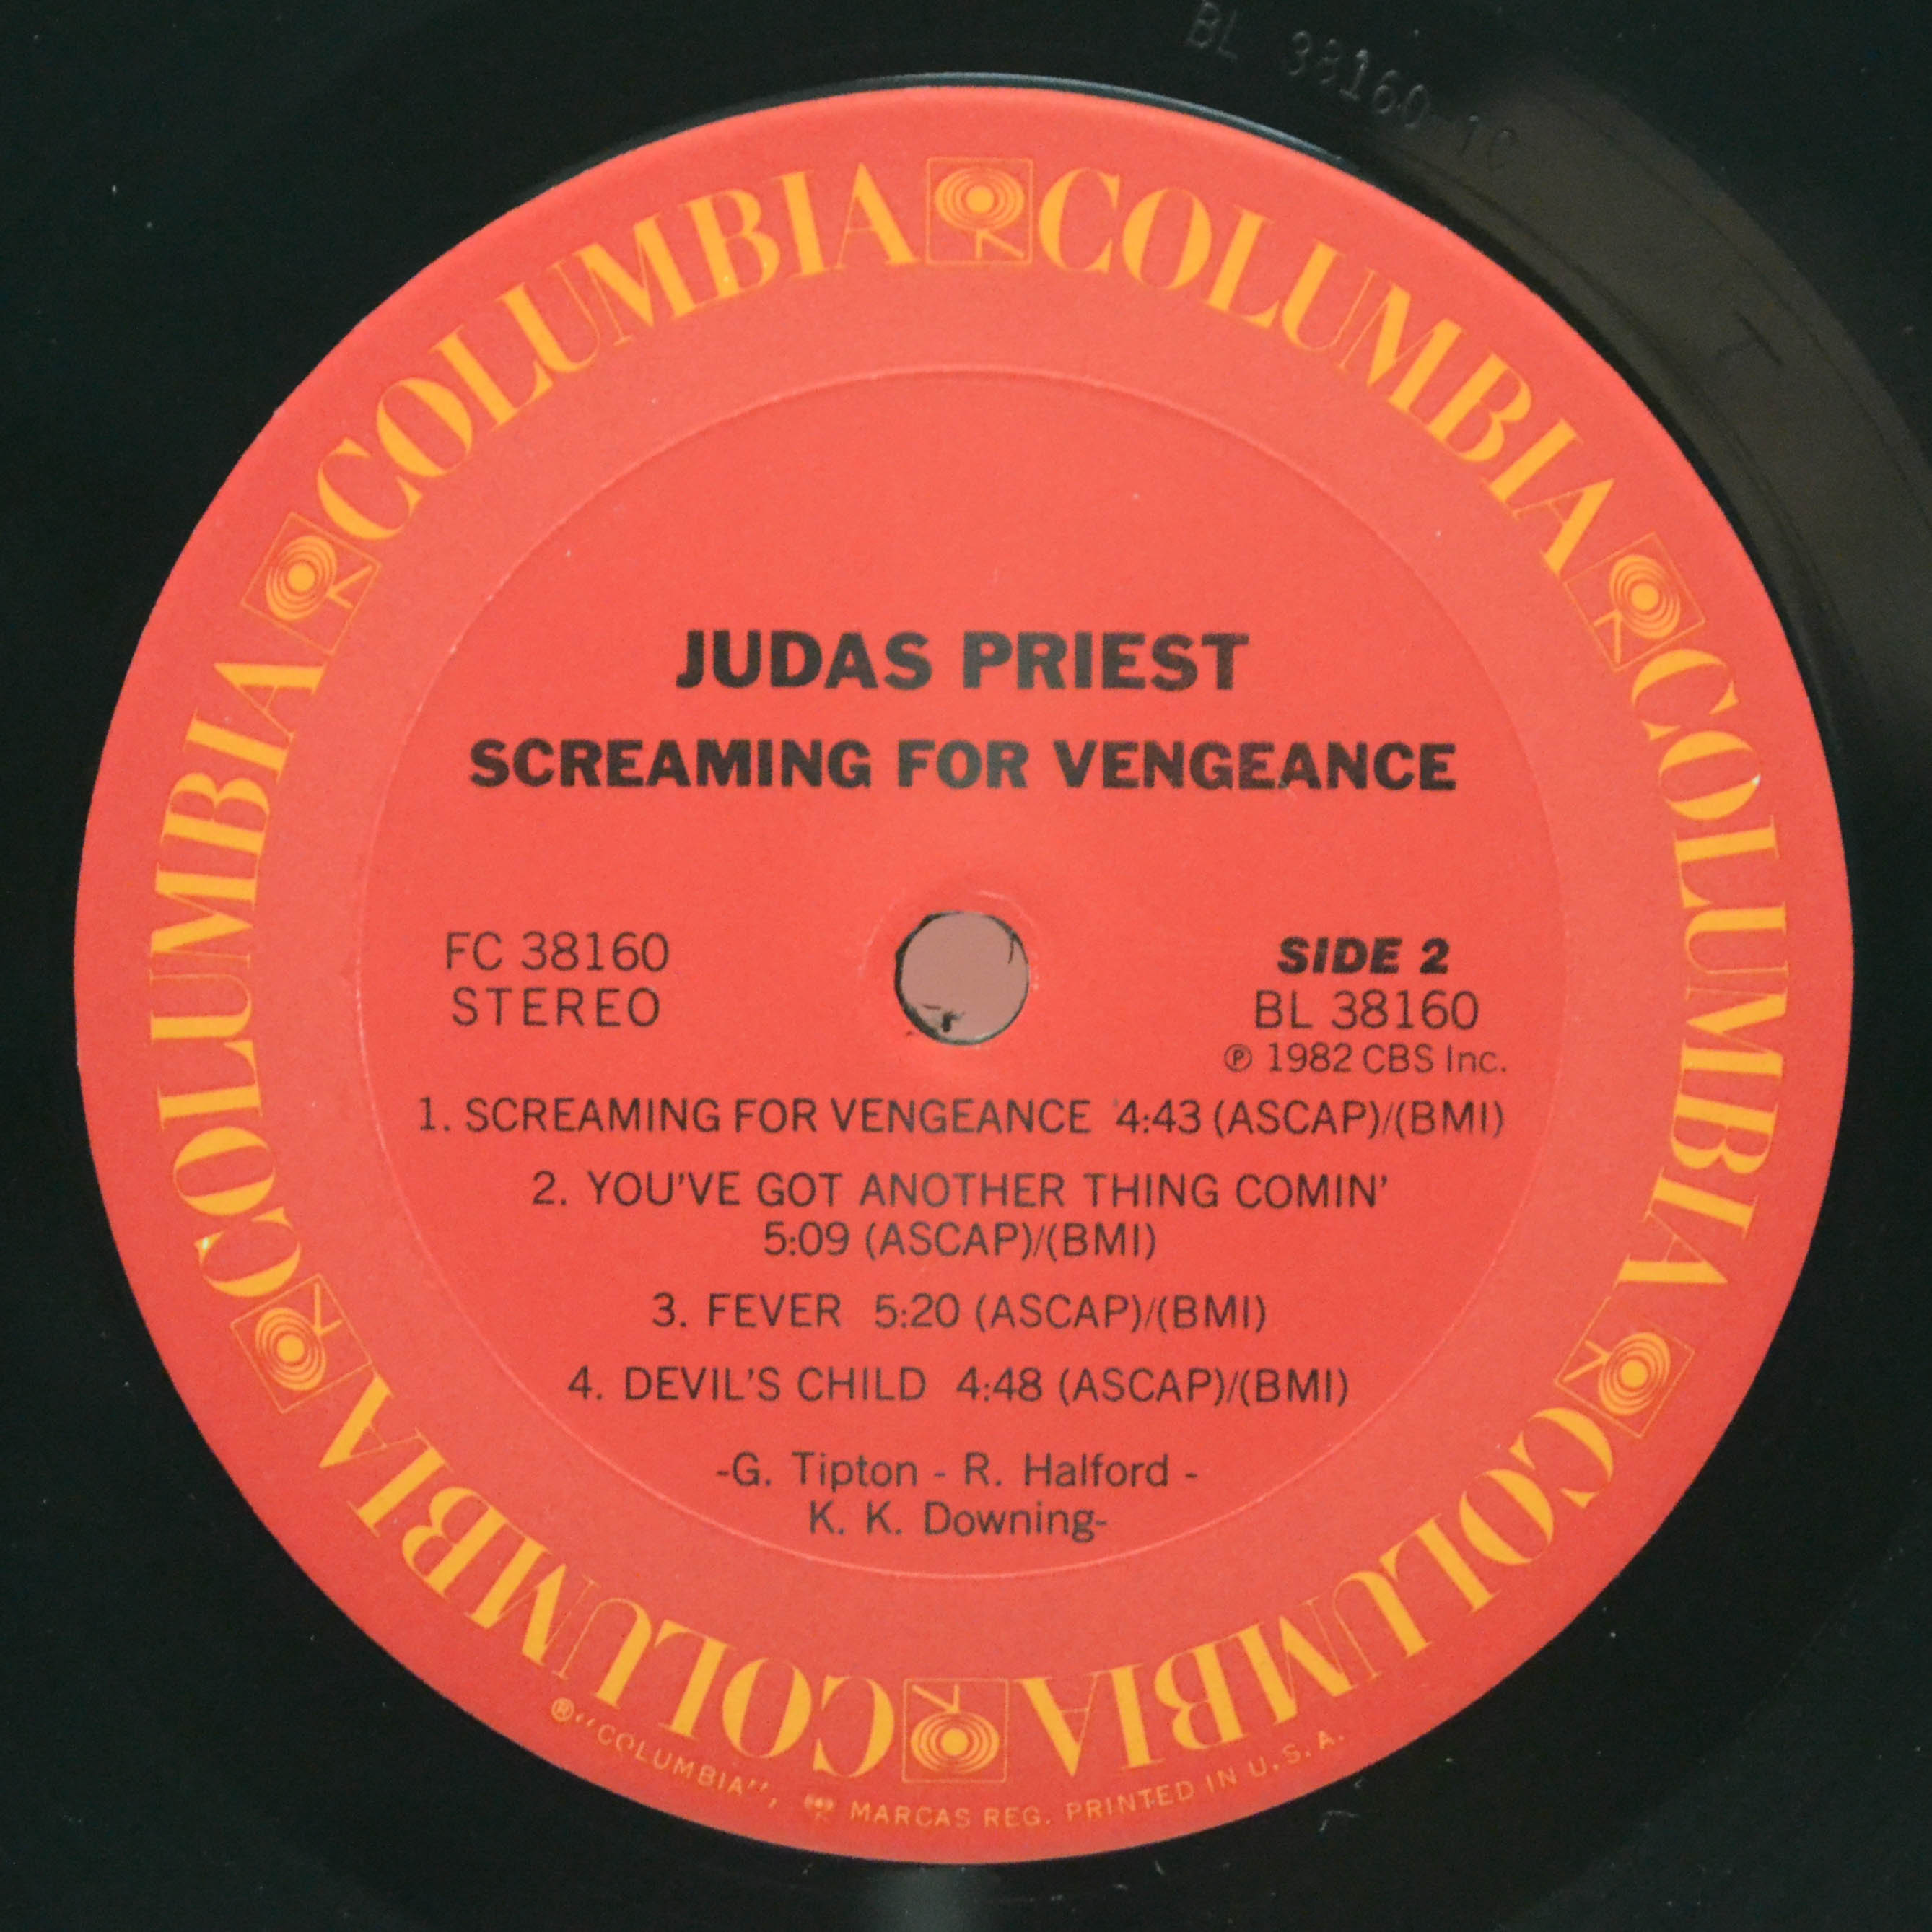 BL 38160 1C
T
COLUMBIA COLUMBIA COLUMBIA COLUMBIA COLUMBIA COLUMBIA
JUDAS PRIEST
SCREAMING FOR VENGEANCE
FC 38160
STEREO
SIDE 2
BL 38160
℗ 1982 CBS Inc.
1. SCREAMING FOR VENGEANCE 4:43 (ASCAP)/(BMI)
2. YOU'VE GOT ANOTHER THING COMIN'
5:09 (ASCAP)/(BMI)
3. FEVER 5:20 (ASCAP)/(BMI)
4. DEVIL'S CHILD 4:48 (ASCAP)/(BMI)
-G. Tipton - R. Halford -
K. K. Downing-
®"COLUMBIA", MARCAS REG. PRINTED IN U.S.A.